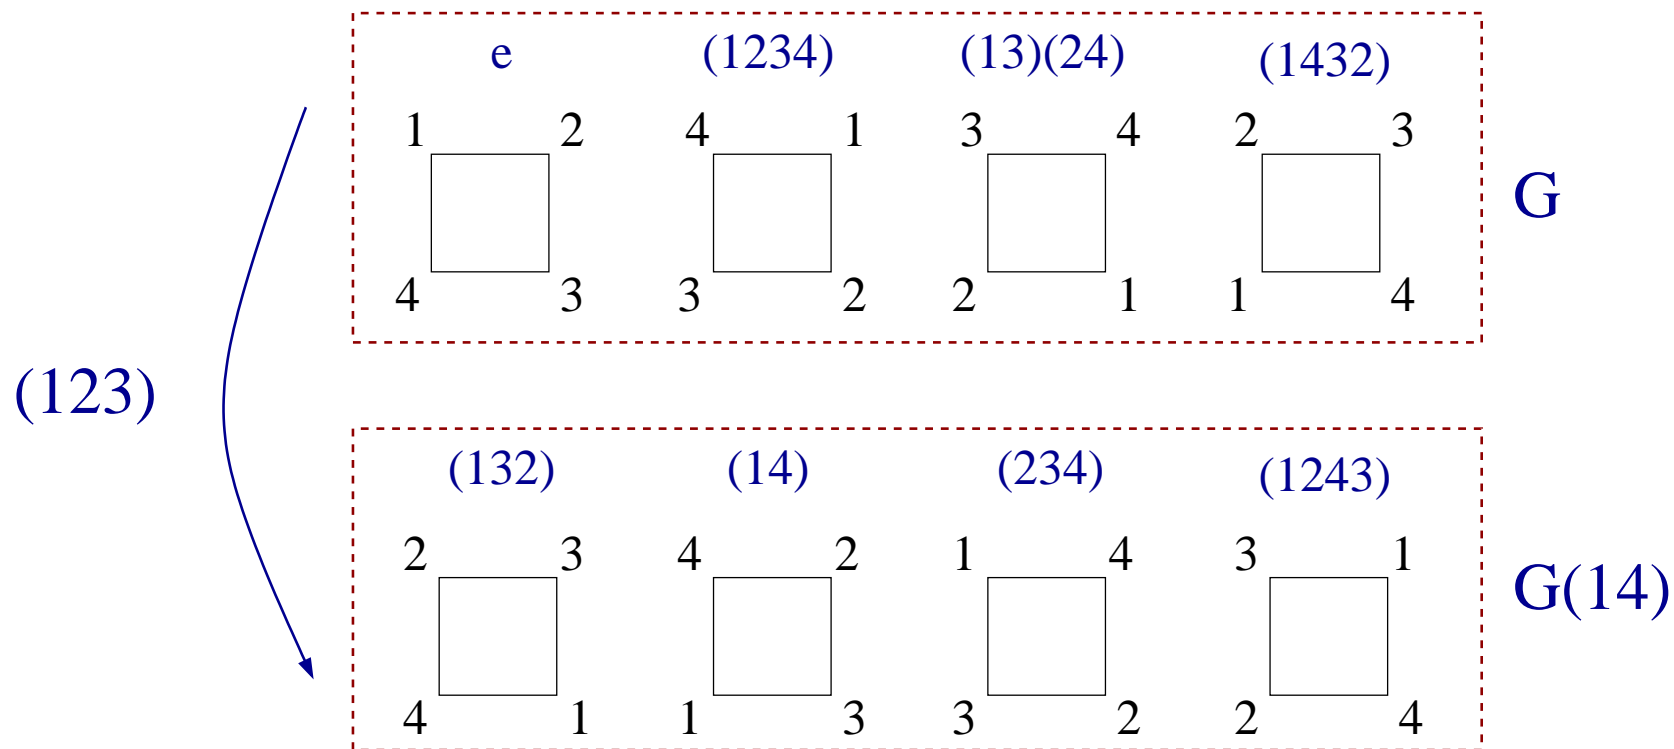 e (1234) (13)(24) (1432)
1 2 4 1 3 4 2 3
G
4 3 3 2 2 1 1 4
(123)
(132) (14) (234) (1243)
2 3 4 2 1 4 3 1
G(14)
4 1 1 3 3 2 2 4